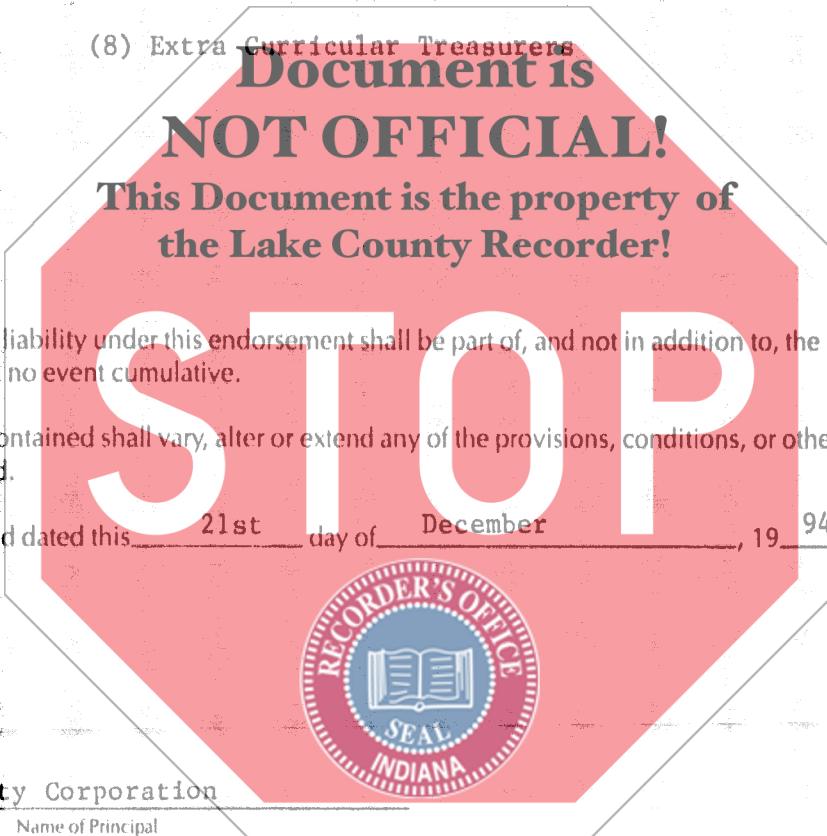 (8) Extra Curricular Treasurers
Document is
NOT OFFICIAL!
This Document is the property of
the Lake County Recorder!
STOP
liability under this endorsement shall be part of, and not in addition to, the
no event cumulative.
ontained shall vary, alter or extend any of the provisions, conditions, or othe
d.
d dated this 21st day of December, 19 94
RECORDER'S OFFICE
SEAL
INDIANA
ty Corporation
Name of Principal